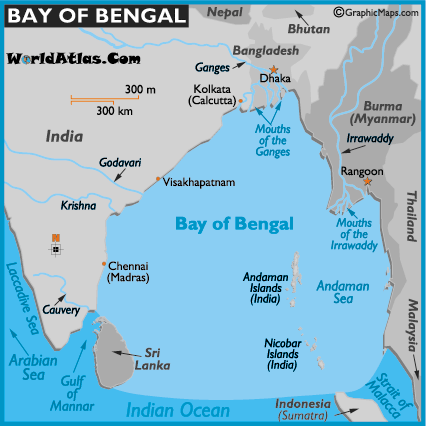 BAY OF BENGAL
© GraphicMaps.com
WorldAtlas.Com
Nepal
Bhutan
Bangladesh
Ganges
Dhaka
300 m
300 km
Kolkata
(Calcutta)
Mouths
of the
Ganges
Burma
(Myanmar)
India
Irrawaddy
Godavari
Visakhapatnam
Rangoon
Krishna
Bay of Bengal
Mouths
of the
Irrawaddy
Thailand
Chennai
(Madras)
Andaman
Islands
(India)
Andaman
Sea
Laccadive Sea
Cauvery
Arabian
Sea
Gulf
of
Mannar
Sri
Lanka
Nicobar
Islands
(India)
Malaysia
Strait of
Malacca
Indian Ocean
Indonesia
(Sumatra)